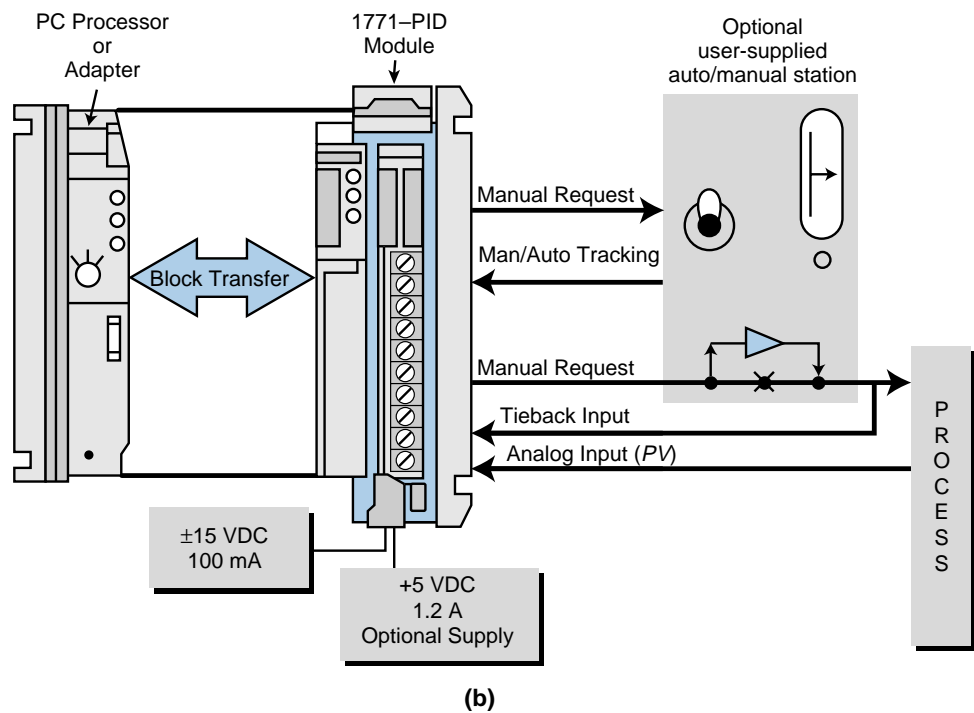 PC Processor
or
Adapter
1771–PID
Module
Optional
user-supplied
auto/manual station
Manual Request
Man/Auto Tracking
Block Transfer
Manual Request
Tieback Input
Analog Input (PV)
P
R
O
C
E
S
S
±15 VDC
100 mA
+5 VDC
1.2 A
Optional Supply
(b)